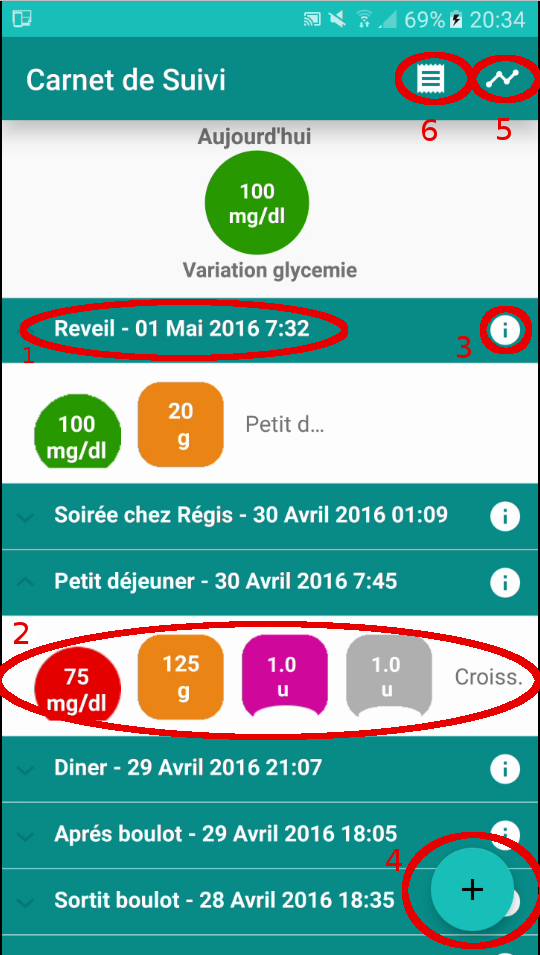 69% 20:34
Carnet de Suivi
6
5
Aujourd'hui
100
mg/dl
Variation glycemie
Reveil - 01 Mai 2016 7:32
1
3
100
mg/dl
20
g
Petit d...
Soirée chez Régis - 30 Avril 2016 01:09
Petit déjeuner - 30 Avril 2016 7:45
2
75
mg/dl
125
g
1.0
u
1.0
u
Croiss.
Diner - 29 Avril 2016 21:07
Aprés boulot - 29 Avril 2016 18:05
4
Sortit boulot - 28 Avril 2016 18:35
+